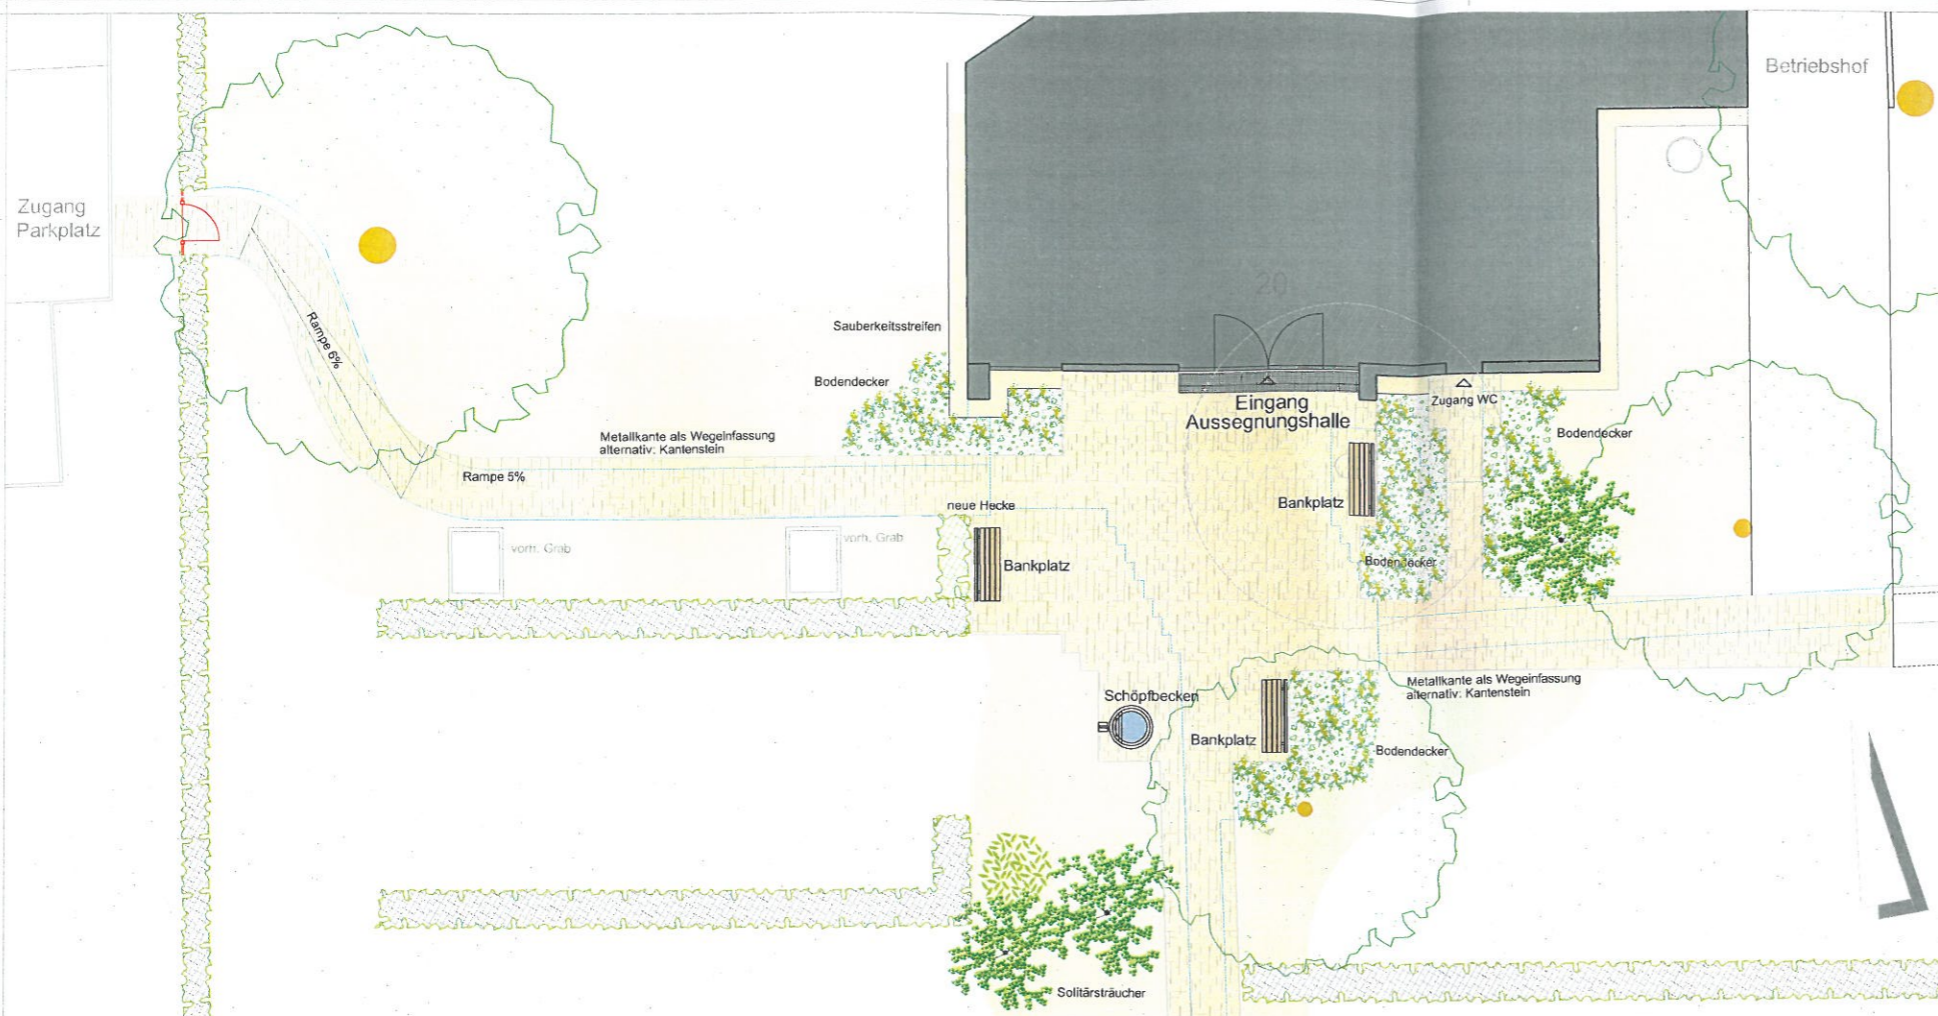 Betriebshof
Zugang
Parkplatz
20
Rampe 6%
Sauberkeitsstreifen
Bodendecker
Eingang
Aussegnungshalle
Zugang WC
Bodendecker
Metallkante als Wegeinfassung
alternativ: Kantenstein
Rampe 5%
Bankplatz
neue Hecke
vorh. Grab
vorh. Grab
Bankplatz
Bodendecker
Metallkante als Wegeinfassung
alternativ: Kantenstein
Schöpfbecken
Bankplatz
Bodendecker
Solitärsträucher